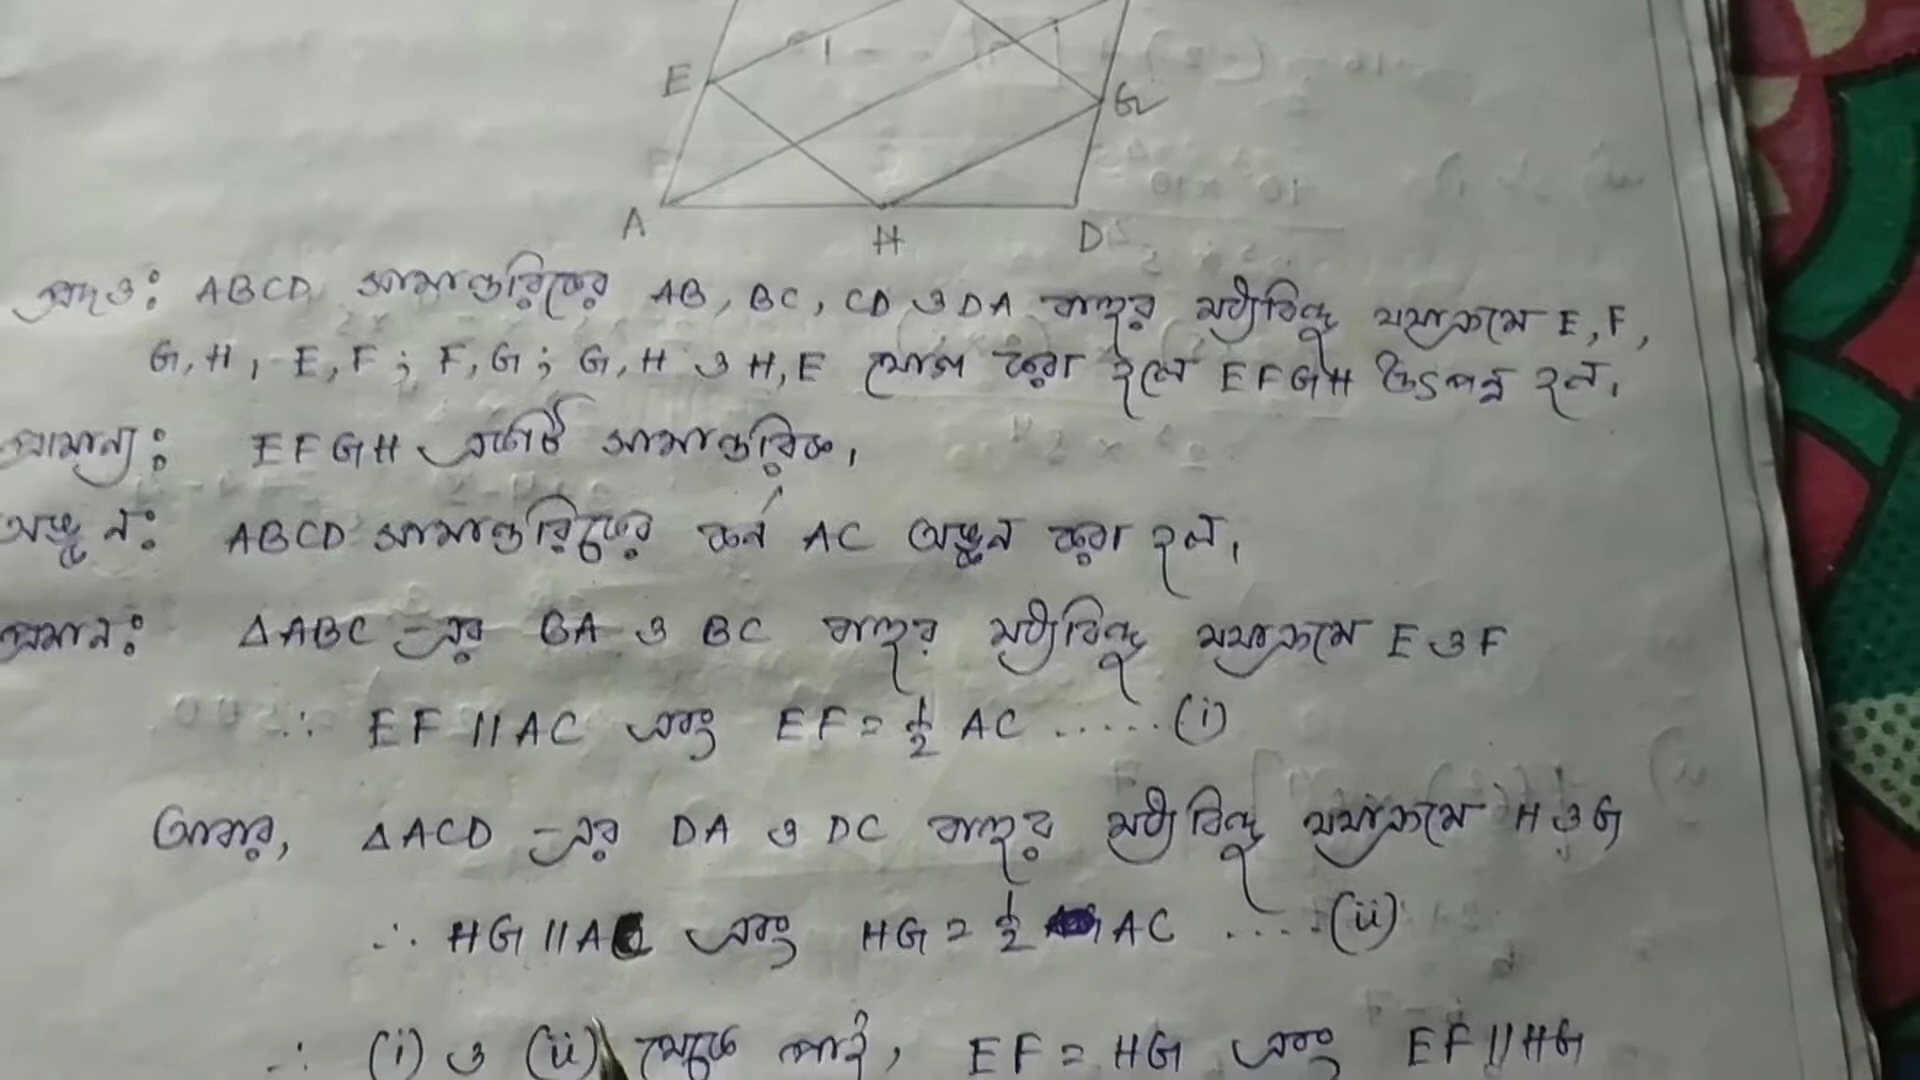 E
G
A
H
D
প্রদত্ত: ABCD সামান্তরিকের AB, BC, CD ও DA বাহুর মধ্যবিন্দু যথাক্রমে E, F,
G, H, E, F; F, G; G, H ও H, E যোগ করা হলে EFGH উৎপন্ন হল।
প্রামাণ্য: EFGH একটি সামান্তরিক।
অঙ্কন: ABCD সামান্তরিকের কর্ণ AC অঙ্কন করা হল।
প্রমান: ΔABC -এর BA ও BC বাহুর মধ্যবিন্দু যথাক্রমে E ও F
∴ EF || AC এবং EF = 1/2 AC ..... (i)
আবার, ΔACD -এর DA ও DC বাহুর মধ্যবিন্দু যথাক্রমে H ও G
∴ HG || AC এবং HG = 1/2 AC .... (ii)
∴ (i) ও (ii) থেকে পাই, EF = HG এবং EF || HG